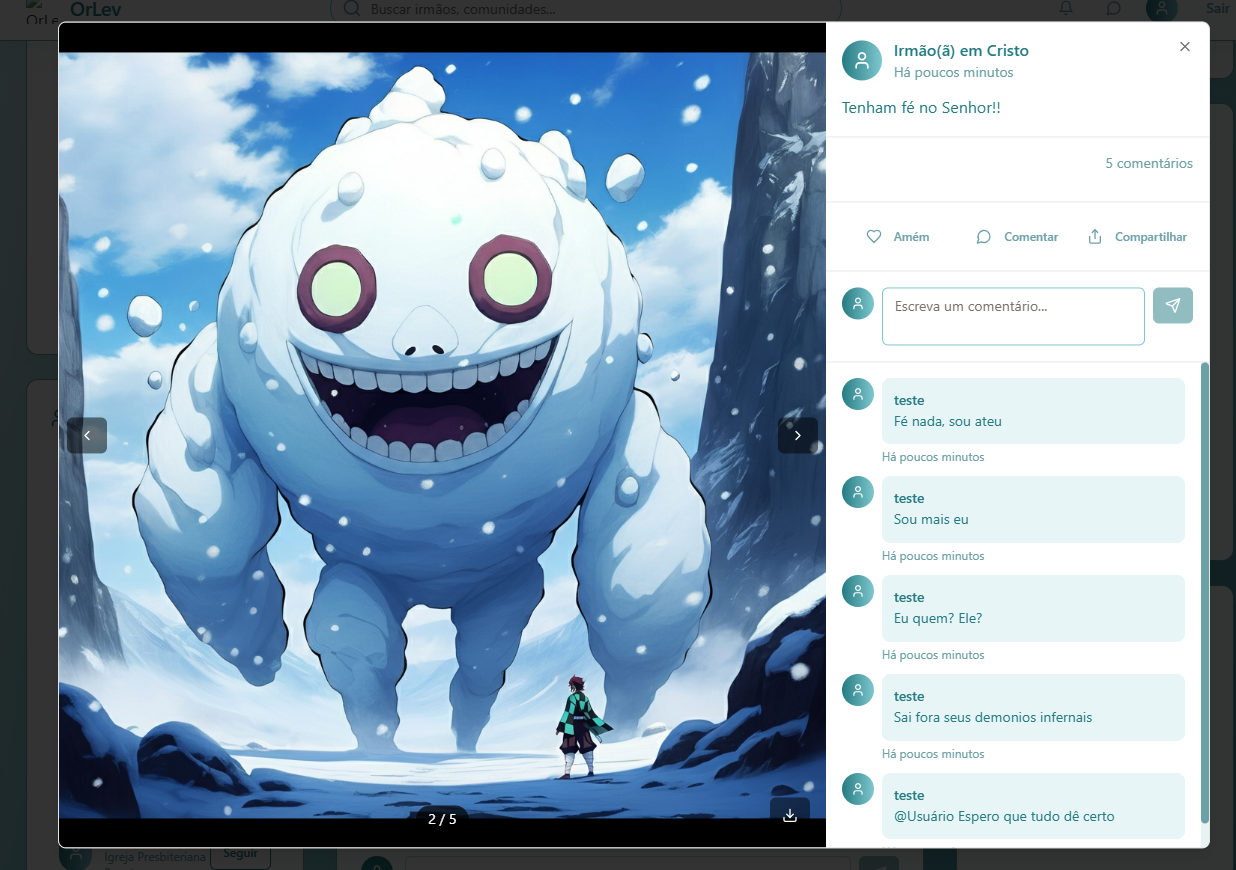 OrLev
OrLev
Buscar irmãos, comunidades...
Sair
Irmão(ã) em Cristo
Há poucos minutos
Tenham fé no Senhor!!
5 comentários
Amém
Comentar
Compartilhar
Escreva um comentário...
teste
Fé nada, sou ateu
Há poucos minutos
teste
Sou mais eu
Há poucos minutos
teste
Eu quem? Ele?
Há poucos minutos
teste
Sai fora seus demonios infernais
Há poucos minutos
teste
@Usuário Espero que tudo dê certo
2 / 5
Igreja Presbiteriana
Seguir